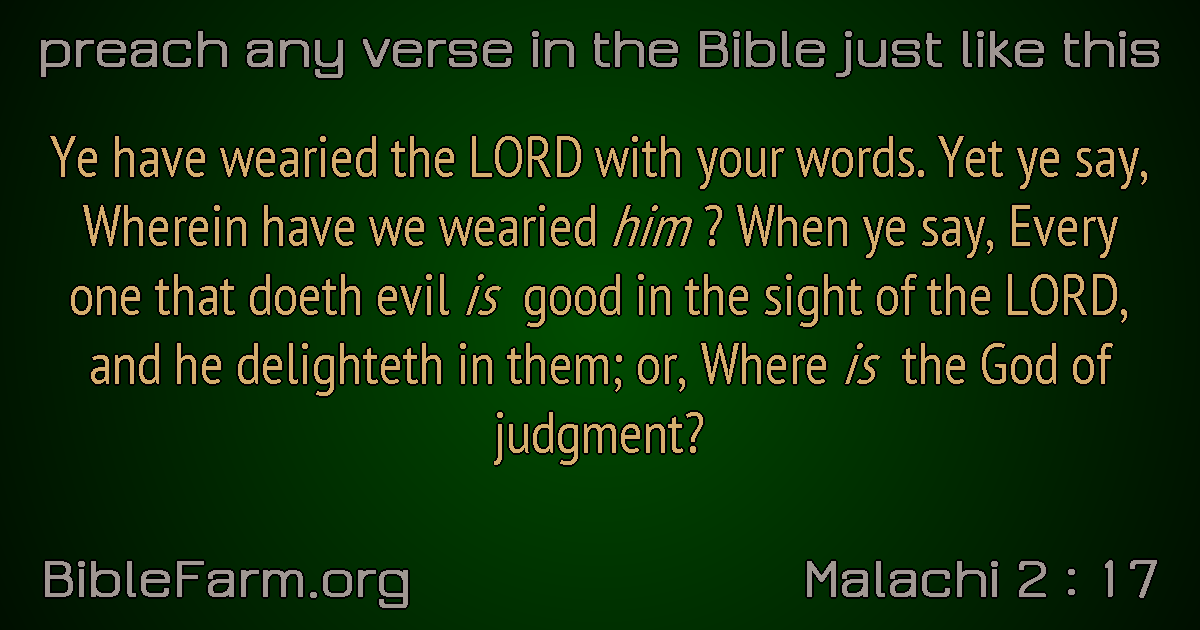 preach any verse in the Bible just like this
Ye have wearied the LORD with your words. Yet ye say,
Wherein have we wearied him ? When ye say, Every
one that doeth evil is good in the sight of the LORD,
and he delighteth in them; or, Where is the God of
judgment?
BibleFarm.org
Malachi 2 : 17